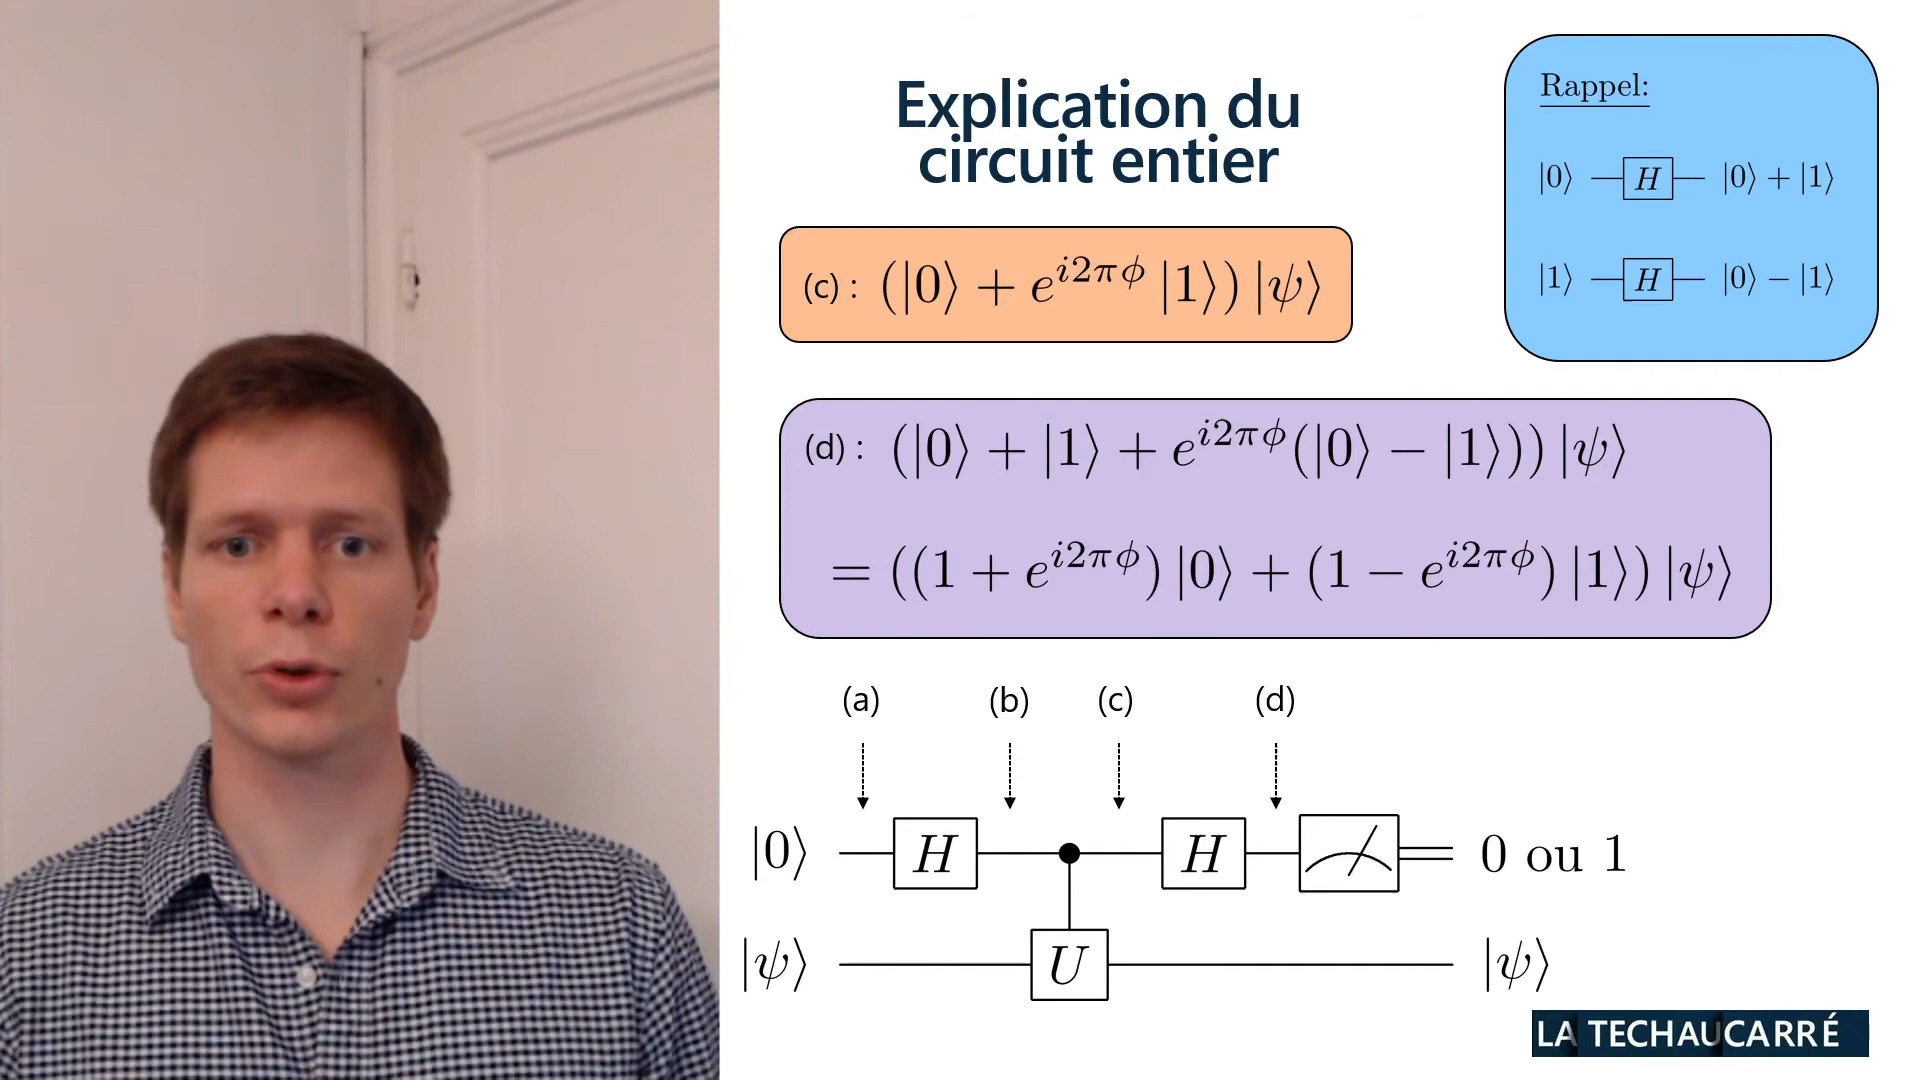 Explication du
circuit entier
Rappel:
|0⟩ H |0⟩ + |1⟩
|1⟩ H |0⟩ − |1⟩
(c) : (|0⟩ + e^{i2πϕ} |1⟩) |ψ⟩
(d) : (|0⟩ + |1⟩ + e^{i2πϕ}(|0⟩ − |1⟩)) |ψ⟩
= ((1 + e^{i2πϕ}) |0⟩ + (1 − e^{i2πϕ}) |1⟩) |ψ⟩
(a) (b) (c) (d)
|0⟩ H H 0 ou 1
|ψ⟩ U |ψ⟩
LA TECHAUCARRÉ